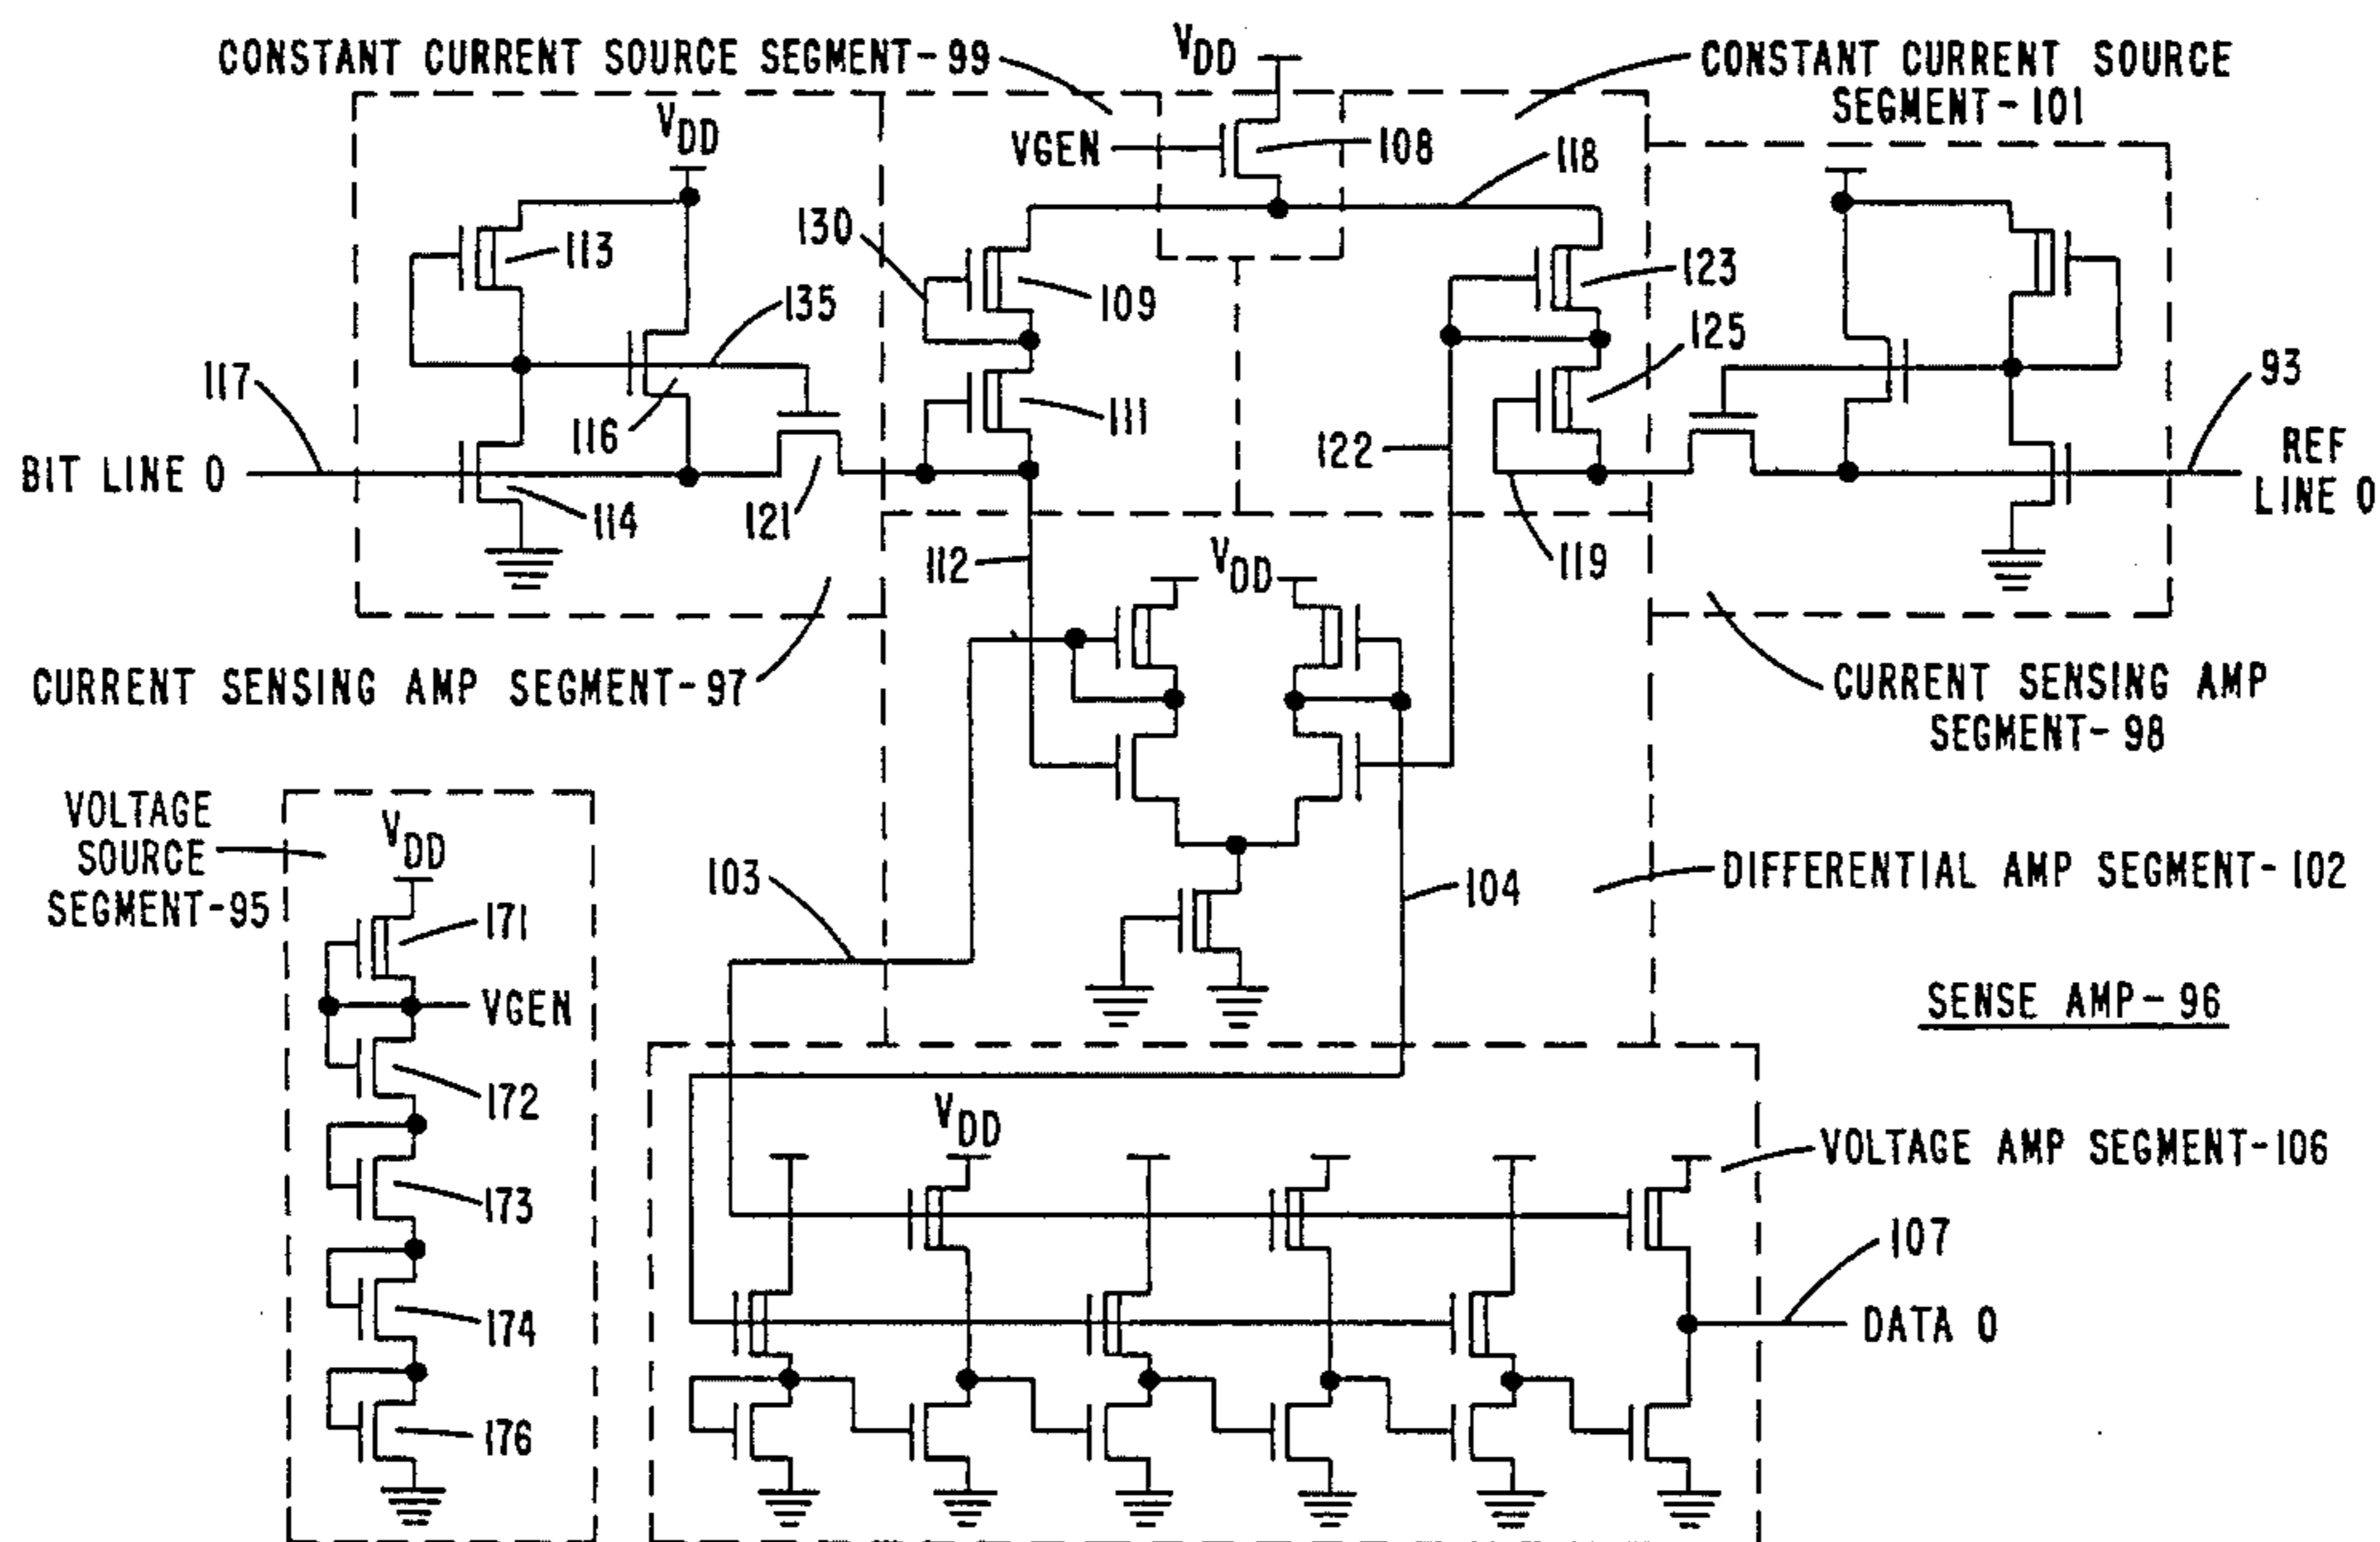 CONSTANT CURRENT SOURCE SEGMENT-99
VDD
CONSTANT CURRENT SOURCE
SEGMENT-101
VDD
VGEN
108
118
113
130
109
123
135
125
117
116
111
93
122
BIT LINE 0
REF
LINE 0
114
121
112
VDD
119
CURRENT SENSING AMP SEGMENT-97
CURRENT SENSING AMP
SEGMENT-98
VOLTAGE
SOURCE
SEGMENT-95
VDD
103
104
DIFFERENTIAL AMP SEGMENT-102
171
VGEN
SENSE AMP-96
172
VDD
VOLTAGE AMP SEGMENT-106
173
107
174
DATA 0
176